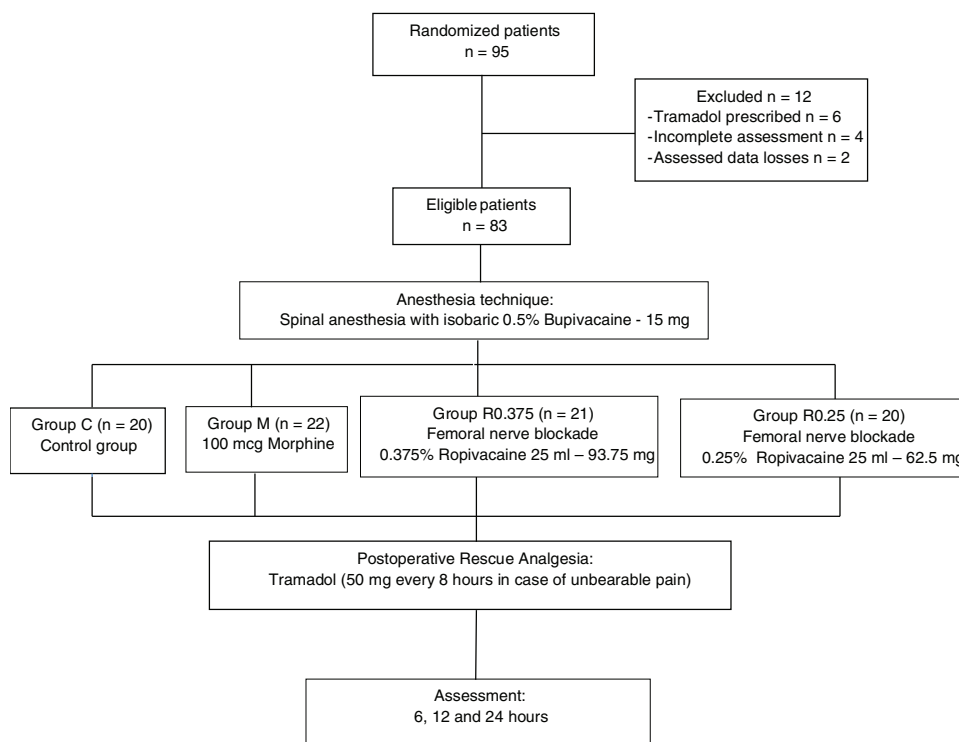 Randomized patients
n = 95
Excluded n = 12
-Tramadol prescribed n = 6
-Incomplete assessment n = 4
-Assessed data losses n = 2
Eligible patients
n = 83
Anesthesia technique:
Spinal anesthesia with isobaric 0.5% Bupivacaine - 15 mg
Group C (n = 20)
Control group
Group M (n = 22)
100 mcg Morphine
Group R0.375 (n = 21)
Femoral nerve blockade
0.375% Ropivacaine 25 ml – 93.75 mg
Group R0.25 (n = 20)
Femoral nerve blockade
0.25% Ropivacaine 25 ml – 62.5 mg
Postoperative Rescue Analgesia:
Tramadol (50 mg every 8 hours in case of unbearable pain)
Assessment:
6, 12 and 24 hours